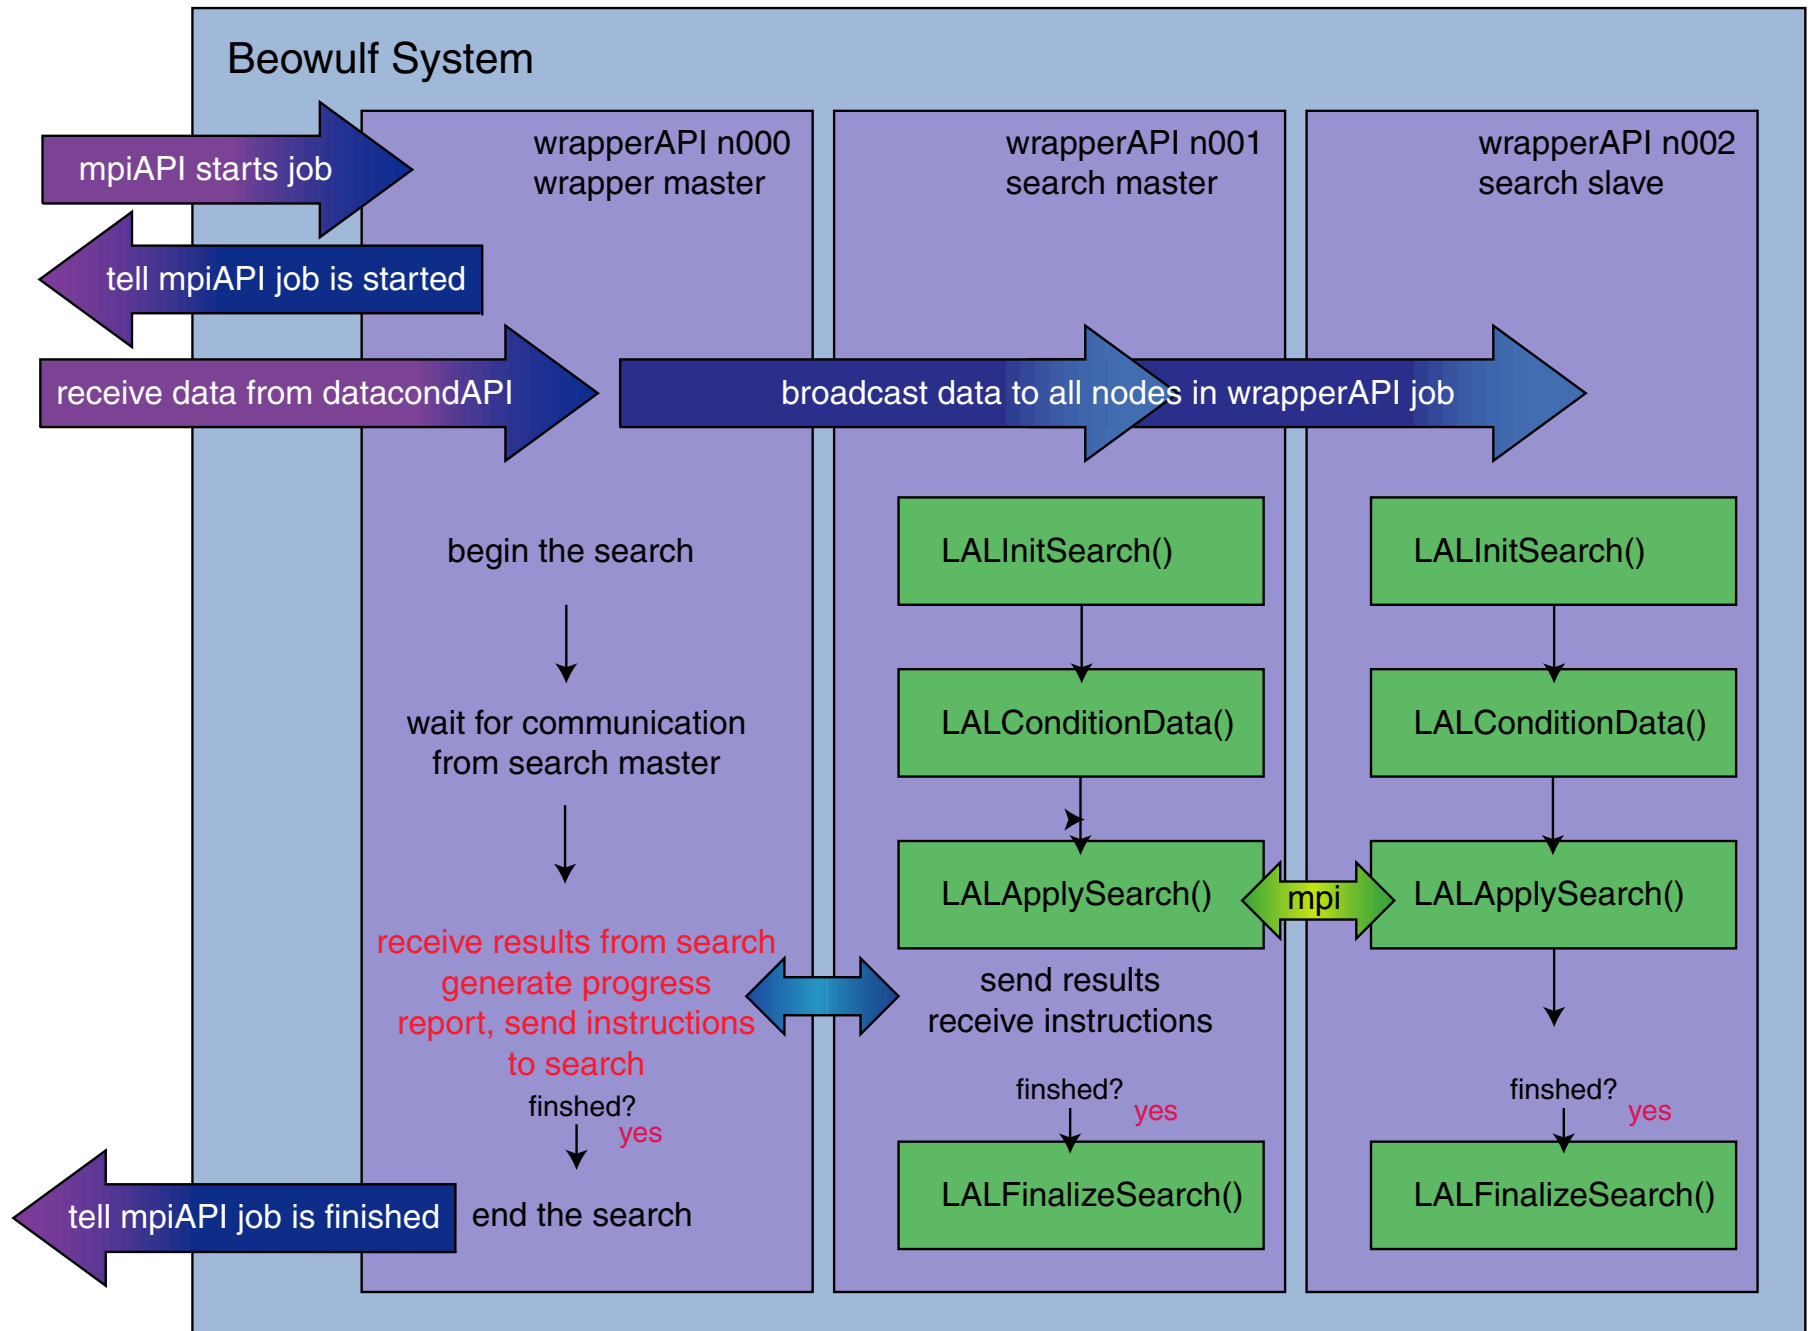 Beowulf System
mpiAPI starts job
wrapperAPI n000
wrapper master
wrapperAPI n001
search master
wrapperAPI n002
search slave
tell mpiAPI job is started
receive data from datacondAPI
broadcast data to all nodes in wrapperAPI job
begin the search
LALInitSearch()
LALInitSearch()
wait for communication
from search master
LALConditionData()
LALConditionData()
LALApplySearch()
mpi
LALApplySearch()
receive results from search
generate progress
report, send instructions
to search
send results
receive instructions
finshed?
yes
finshed?
yes
finshed?
yes
tell mpiAPI job is finished
end the search
LALFinalizeSearch()
LALFinalizeSearch()